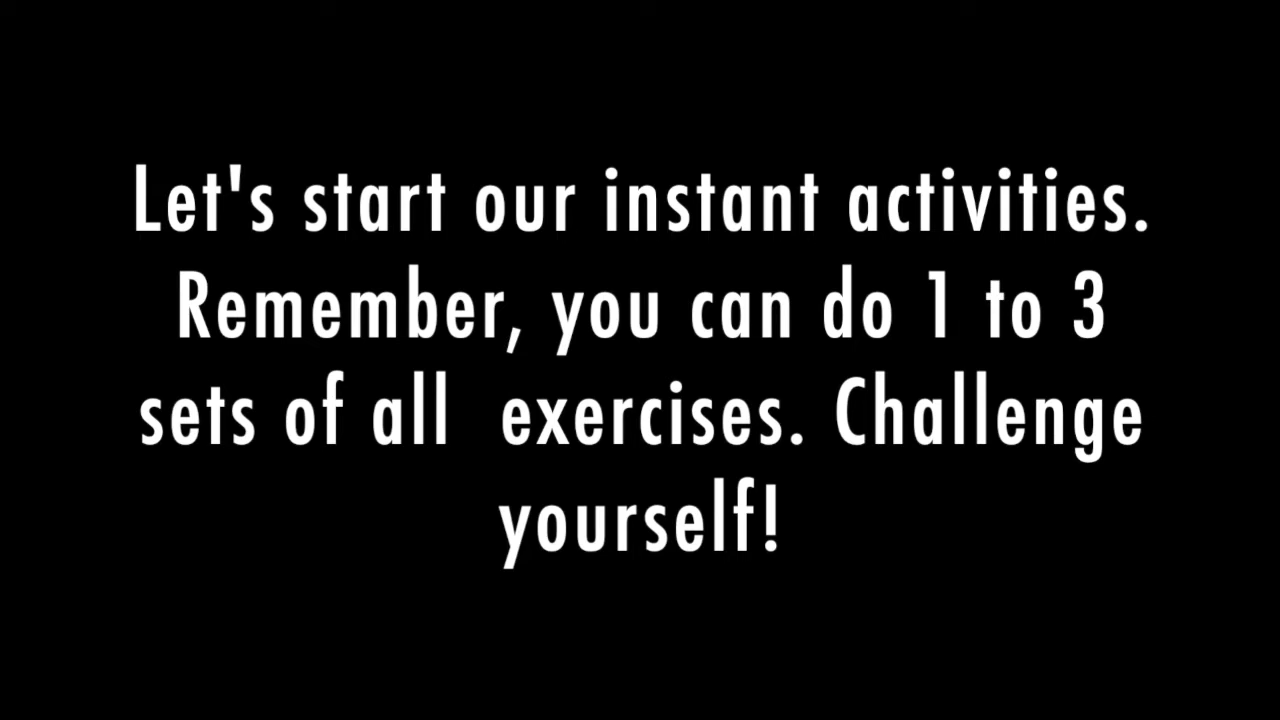 Let's start our instant activities.
Remember, you can do 1 to 3
sets of all  exercises. Challenge
yourself!